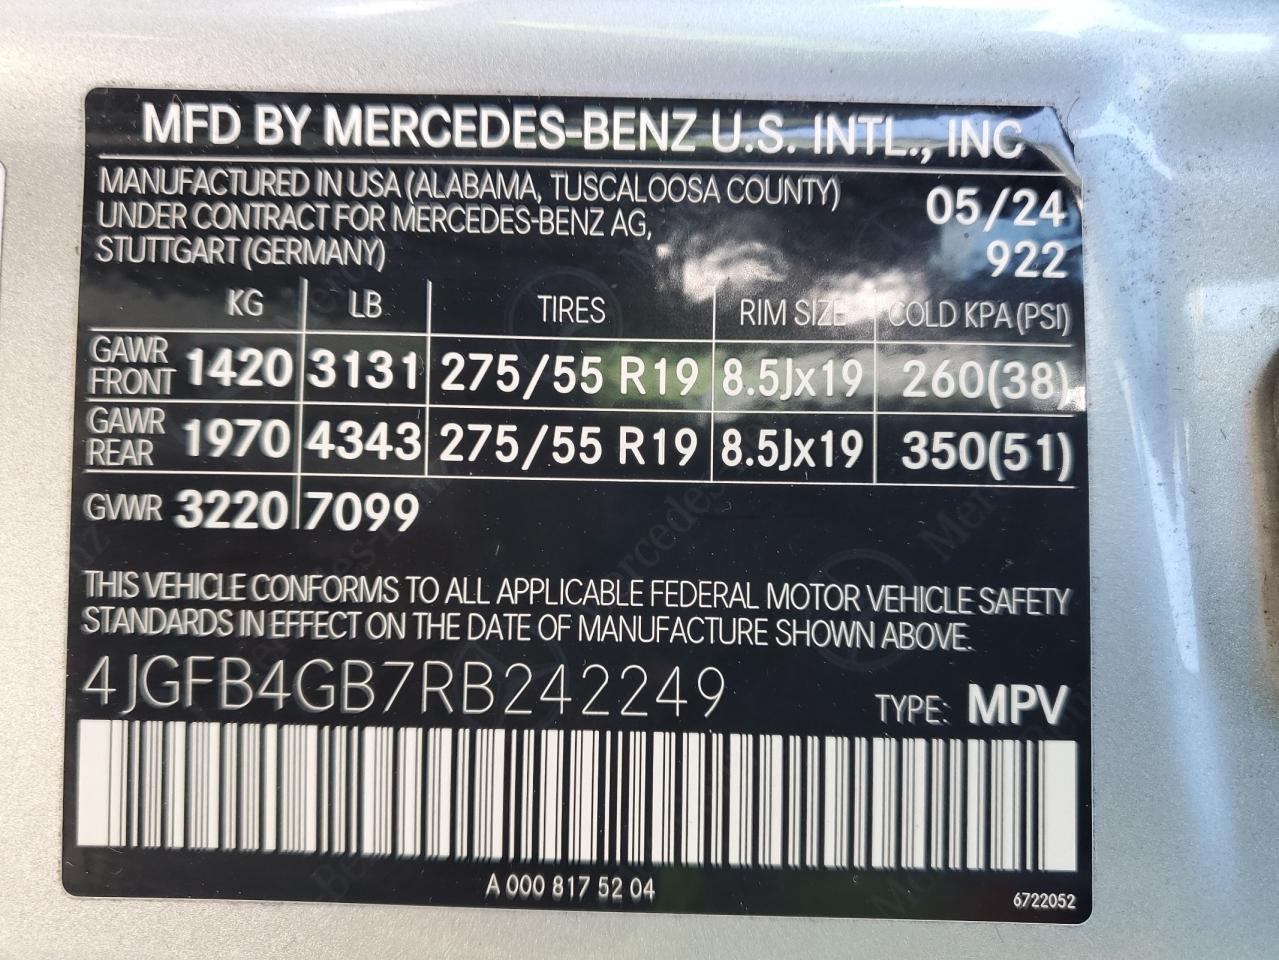 MFD BY MERCEDES-BENZ U.S. INTL., INC
MANUFACTURED IN USA (ALABAMA, TUSCALOOSA COUNTY) 05/24
UNDER CONTRACT FOR MERCEDES-BENZ AG, 922
STUTTGART (GERMANY)
KG LB TIRES RIM SIZE COLD KPA (PSI)
GAWR FRONT 1420 3131 275/55 R19 8.5Jx19 260(38)
GAWR REAR 1970 4343 275/55 R19 8.5Jx19 350(51)
GVWR 3220 7099
THIS VEHICLE CONFORMS TO ALL APPLICABLE FEDERAL MOTOR VEHICLE SAFETY
STANDARDS IN EFFECT ON THE DATE OF MANUFACTURE SHOWN ABOVE.
4JGFB4GB7RB242249 TYPE: MPV
A 000 817 52 04
6722052